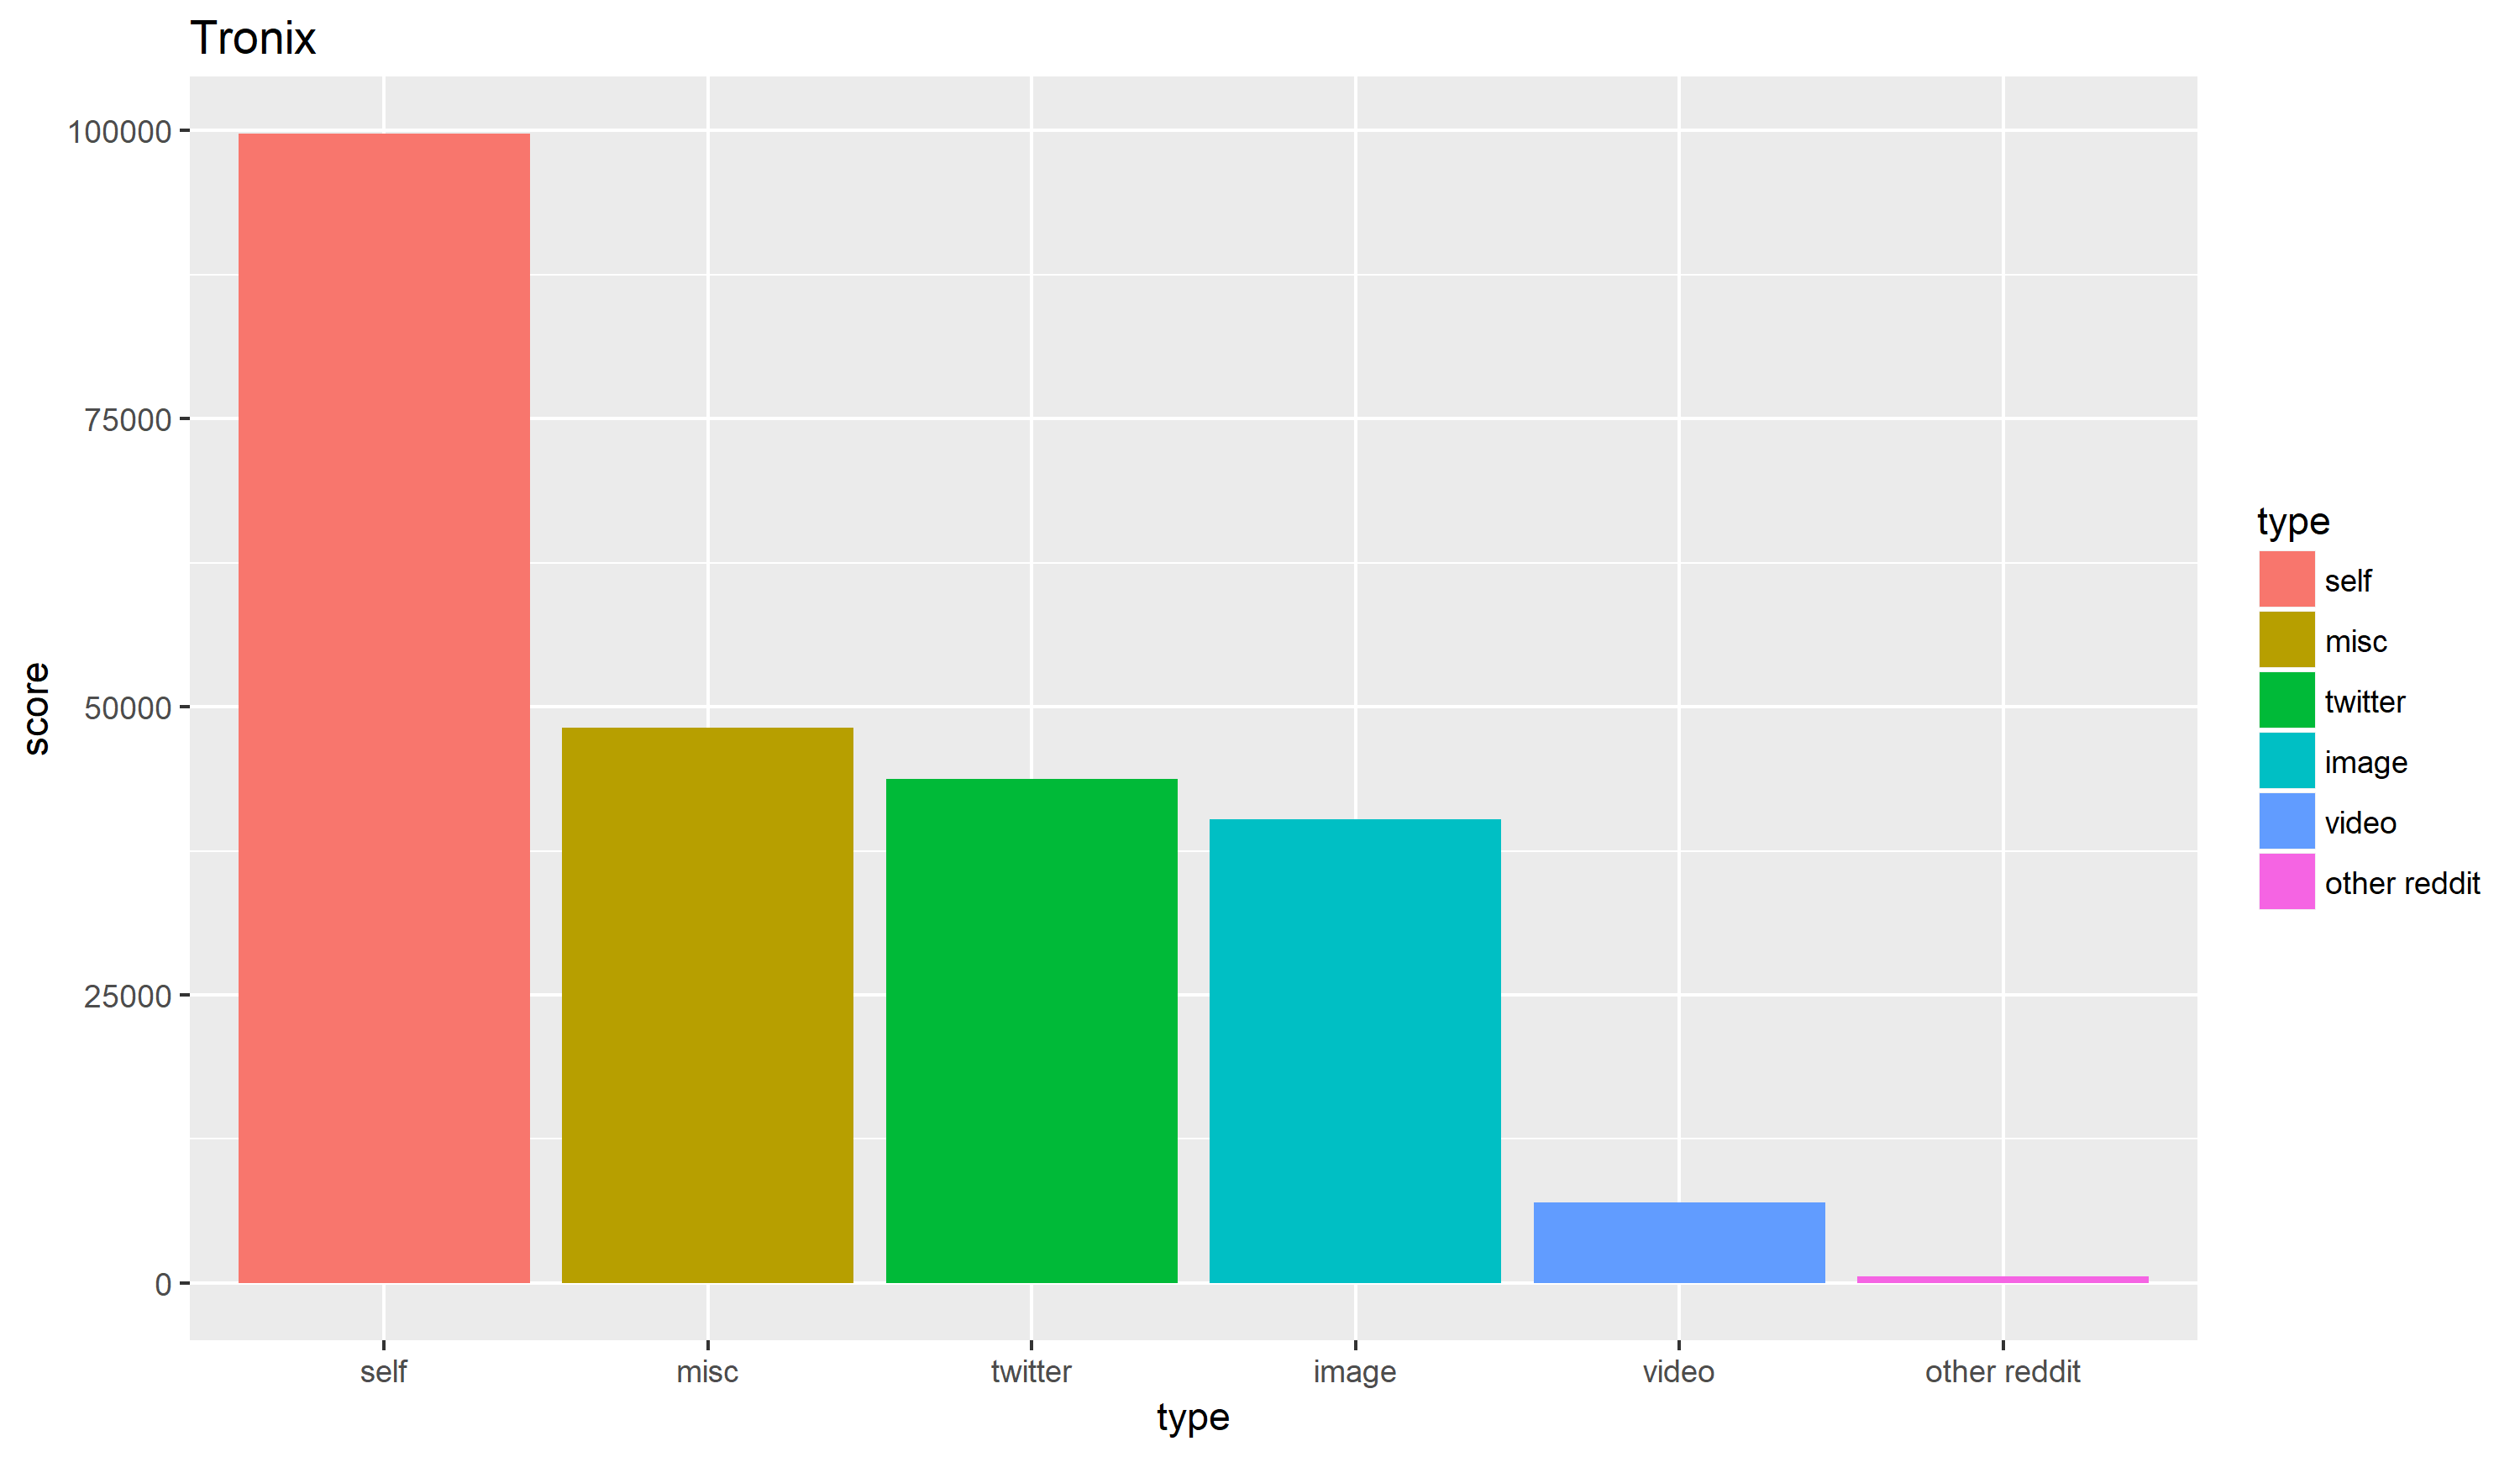 Tronix
score
100000
75000
50000
25000
0
self
misc
twitter
image
video
other reddit
type
type
self
misc
twitter
image
video
other reddit